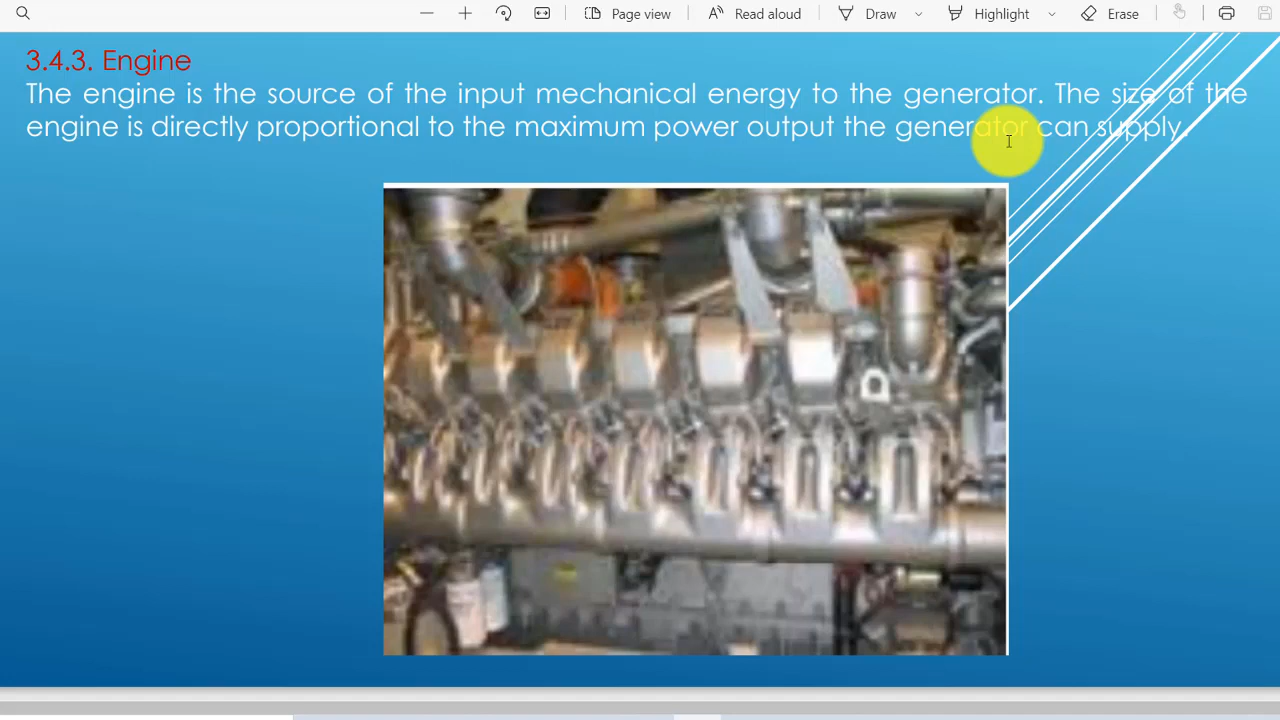 Page view
Read aloud
Draw
Highlight
Erase
3.4.3. Engine
The engine is the source of the input mechanical energy to the generator. The size of the
engine is directly proportional to the maximum power output the generator can supply.